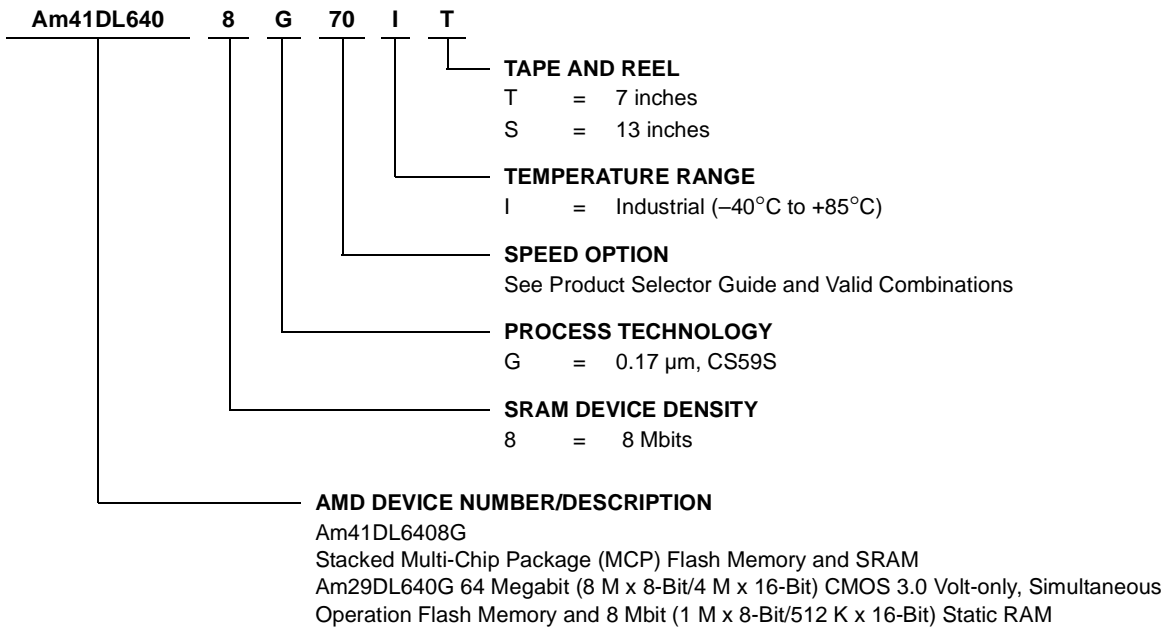 Am41DL640 8 G 70 I T
TAPE AND REEL
T = 7 inches
S = 13 inches
TEMPERATURE RANGE
I = Industrial (–40°C to +85°C)
SPEED OPTION
See Product Selector Guide and Valid Combinations
PROCESS TECHNOLOGY
G = 0.17 µm, CS59S
SRAM DEVICE DENSITY
8 = 8 Mbits
AMD DEVICE NUMBER/DESCRIPTION
Am41DL6408G
Stacked Multi-Chip Package (MCP) Flash Memory and SRAM
Am29DL640G 64 Megabit (8 M x 8-Bit/4 M x 16-Bit) CMOS 3.0 Volt-only, Simultaneous
Operation Flash Memory and 8 Mbit (1 M x 8-Bit/512 K x 16-Bit) Static RAM